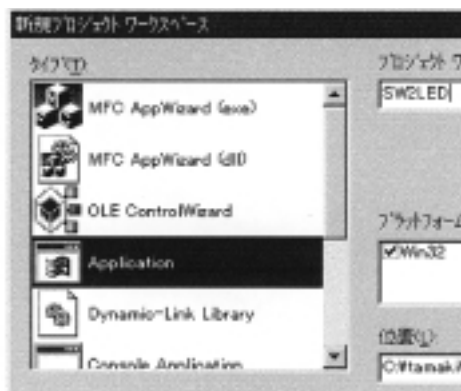 新規プロジェクト ワークスペース
タイプ(T):
MFC AppWizard (exe)
MFC AppWizard (dll)
OLE ControlWizard
Application
Dynamic-Link Library
Console Application
プロジェクト ワ
SW2LED
プラットフォーム
Win32
位置(L):
C:¥tamaki